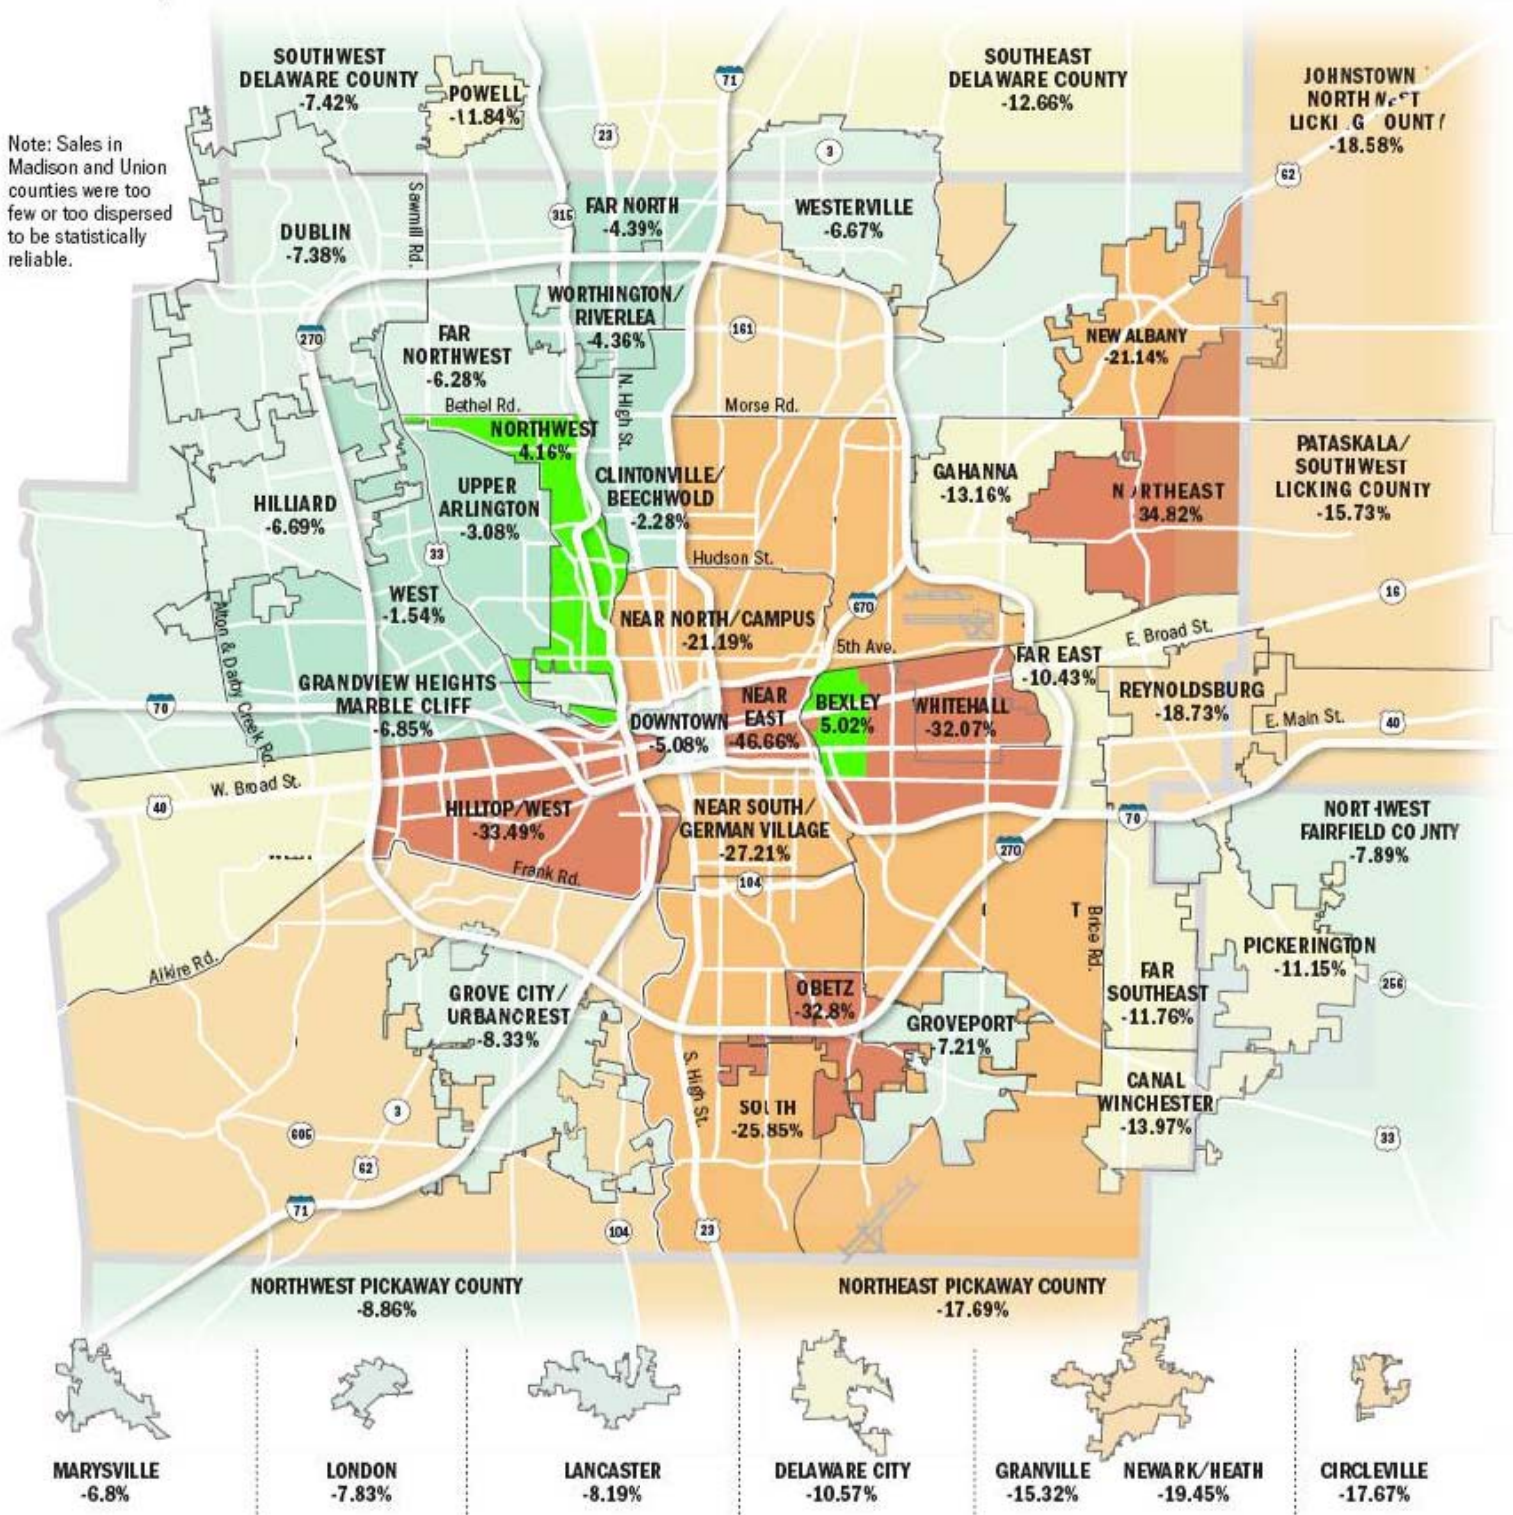 SOUTHWEST
DELAWARE COUNTY
-7.42%
POWELL
-11.84%
71
SOUTHEAST
DELAWARE COUNTY
-12.66%
JOHNSTOWN
-18.58%
Note: Sales in
Madison and Union
counties were too
few or too dispersed
to be statistically
reliable.
23
3
62
Sawmill Rd.
315
FAR NORTH
-4.39%
WESTERVILLE
-6.67%
DUBLIN
-7.38%
WORTHINGTON/
RIVERLEA
-4.36%
270
FAR
NORTHWEST
-6.28%
161
NEW ALBANY
-21.14%
N. High St.
Bethel Rd.
Morse Rd.
NORTHWEST
4.16%
CLINTONVILLE/
BEECHWOLD
-2.28%
UPPER
ARLINGTON
-3.08%
HILLIARD
-6.69%
GAHANNA
-13.16%
N RTHEAST
34.82%
PATASKALA/
SOUTHWEST
LICKING COUNTY
-15.73%
33
Hudson St.
WEST
-1.54%
NEAR NORTH/CAMPUS
-21.19%
670
16
5th Ave.
E. Broad St.
Alton & Darby Creek Rd.
FAR EAST
-10.43%
GRANDVIEW HEIGHTS
MARBLE CLIFF
-6.85%
70
DOWNTOWN
-5.08%
NEAR
EAST
-46.66%
BEXLEY
5.02%
WHITEHALL
-32.07%
REYNOLDSBURG
-18.73%
E. Main St.
40
W. Broad St.
40
HILLTOP/WEST
-33.49%
NEAR SOUTH/
GERMAN VILLAGE
-27.21%
70
270
NORTHWEST
FAIRFIELD CO JNTY
-7.89%
Frank Rd.
104
T
Brice Rd.
Alkire Rd.
GROVE CITY/
URBANCREST
-8.33%
OBETZ
-32.8%
GROVEPORT
-7.21%
FAR
SOUTHEAST
-11.76%
PICKERINGTON
-11.15%
256
S. High St.
SOUTH
-25.85%
CANAL
WINCHESTER
-13.97%
3
605
62
33
71
104
23
NORTHWEST PICKAWAY COUNTY
-8.86%
NORTHEAST PICKAWAY COUNTY
-17.69%
MARYSVILLE
-6.8%
LONDON
-7.83%
LANCASTER
-8.19%
DELAWARE CITY
-10.57%
GRANVILLE
-15.32%
NEWARK/HEATH
-19.45%
CIRCLEVILLE
-17.67%